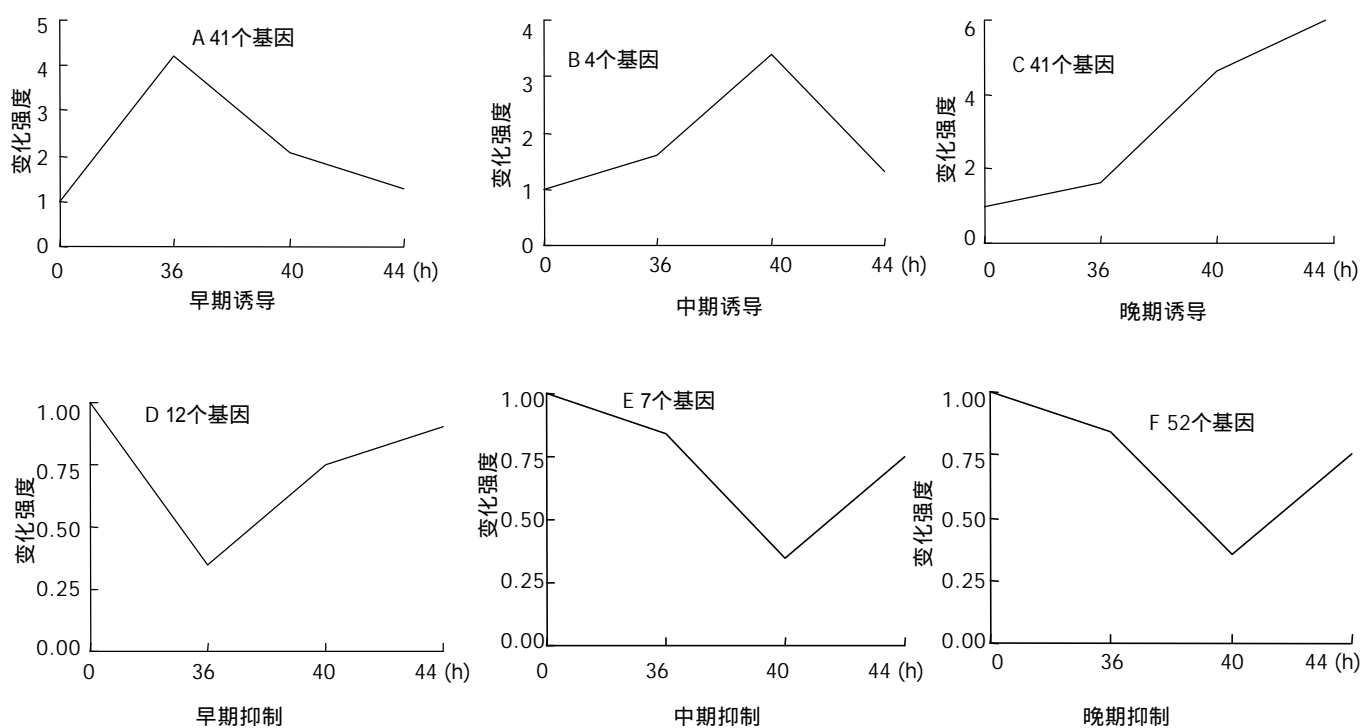 A 41个基因
变化强度
5
4
3
2
1
0
0 36 40 44 (h)
早期诱导
B 4个基因
变化强度
4
3
2
1
0
0 36 40 44 (h)
中期诱导
C 41个基因
变化强度
6
4
2
0
0 36 40 44 (h)
晚期诱导
D 12个基因
变化强度
1.00
0.75
0.50
0.25
0.00
0 36 40 44 (h)
早期抑制
E 7个基因
变化强度
1.00
0.75
0.50
0.25
0.00
0 36 40 44 (h)
中期抑制
F 52个基因
变化强度
1.00
0.75
0.50
0.25
0.00
0 36 40 44 (h)
晚期抑制